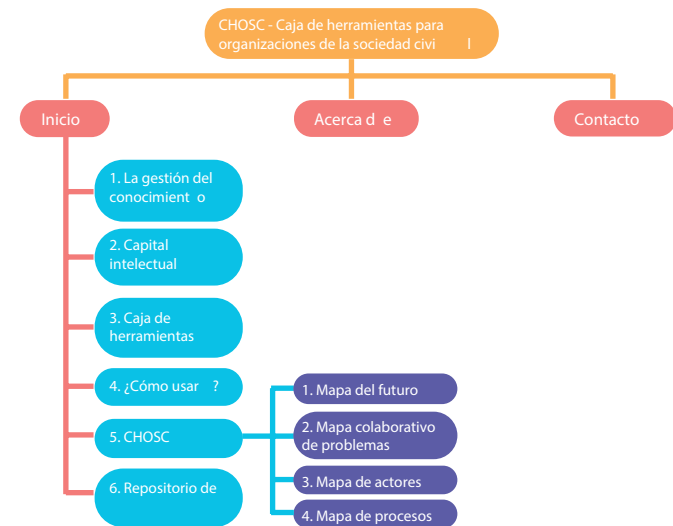 CHOSC - Caja de herramientas para
organizaciones de la sociedad civi l
Inicio
Acerca d e
Contacto
1. La gestión del
conocimient o
2. Capital
intelectual
3. Caja de
herramientas
4. ¿Cómo usar ?
5. CHOSC
6. Repositorio de
1. Mapa del futuro
2. Mapa colaborativo
de problemas
3. Mapa de actores
4. Mapa de procesos